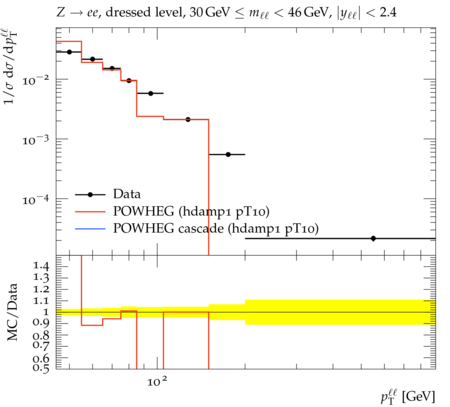 Z → ee, dressed level, 30 GeV ≤ mℓℓ < 46 GeV, |yℓℓ| < 2.4
1/σ dσ/dpTℓℓ
10−2
10−3
10−4
Data
POWHEG (hdamp1 pT10)
POWHEG cascade (hdamp1 pT10)
MC/Data
1.4
1.3
1.2
1.1
1
0.9
0.8
0.7
0.6
0.5
10 2
pTℓℓ [GeV]